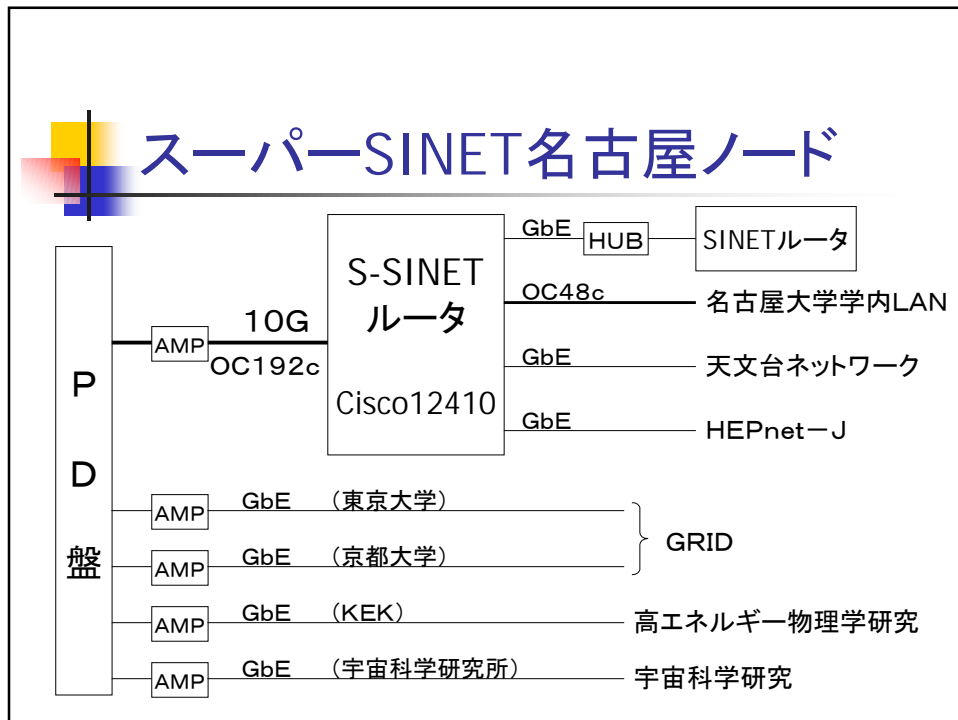 スーパーSINET名古屋ノード
PD盤
AMP
10G
OC192c
S-SINET
ルータ
Cisco12410
GbE
HUB
SINETルータ
OC48c
名古屋大学学内LAN
GbE
天文台ネットワーク
GbE
HEPnet－J
AMP
GbE
(東京大学)
AMP
GbE
(京都大学)
GRID
AMP
GbE
(KEK)
高エネルギー物理学研究
AMP
GbE
(宇宙科学研究所)
宇宙科学研究